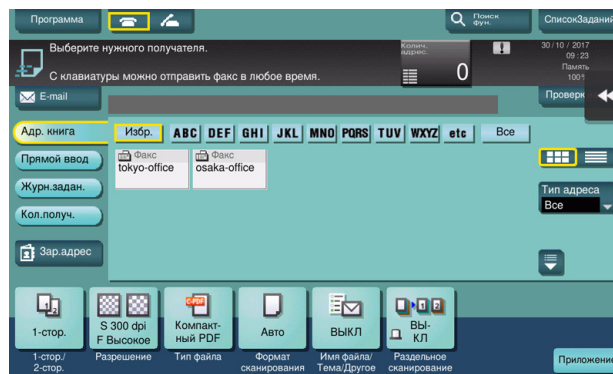 Программа
Поиск
фун.
СписокЗаданий
Выберите нужного получателя.
С клавиатуры можно отправить факс в любое время.
Колич.
адрес.
0
30/10/2017
09:23
Память
100%
E-mail
Проверк
Адр. книга
Избр. ABC DEF GHI JKL MNO PQRS TUV WXYZ etc Все
Прямой ввод
Журн.задан.
Кол.получ.
Зар.адрес
Факс
tokyo-office
Факс
osaka-office
Тип адреса
Все
1-стор.
S 300 dpi
F Высокое
C-PDF
Компакт-
ный PDF
Авто
ВЫКЛ
ВЫ-
КЛ
1-стор./
2-стор.
Разрешение
Тип файла
Формат
сканирования
Имя файла/
Тема/Другое
Раздельное
сканирование
Приложение